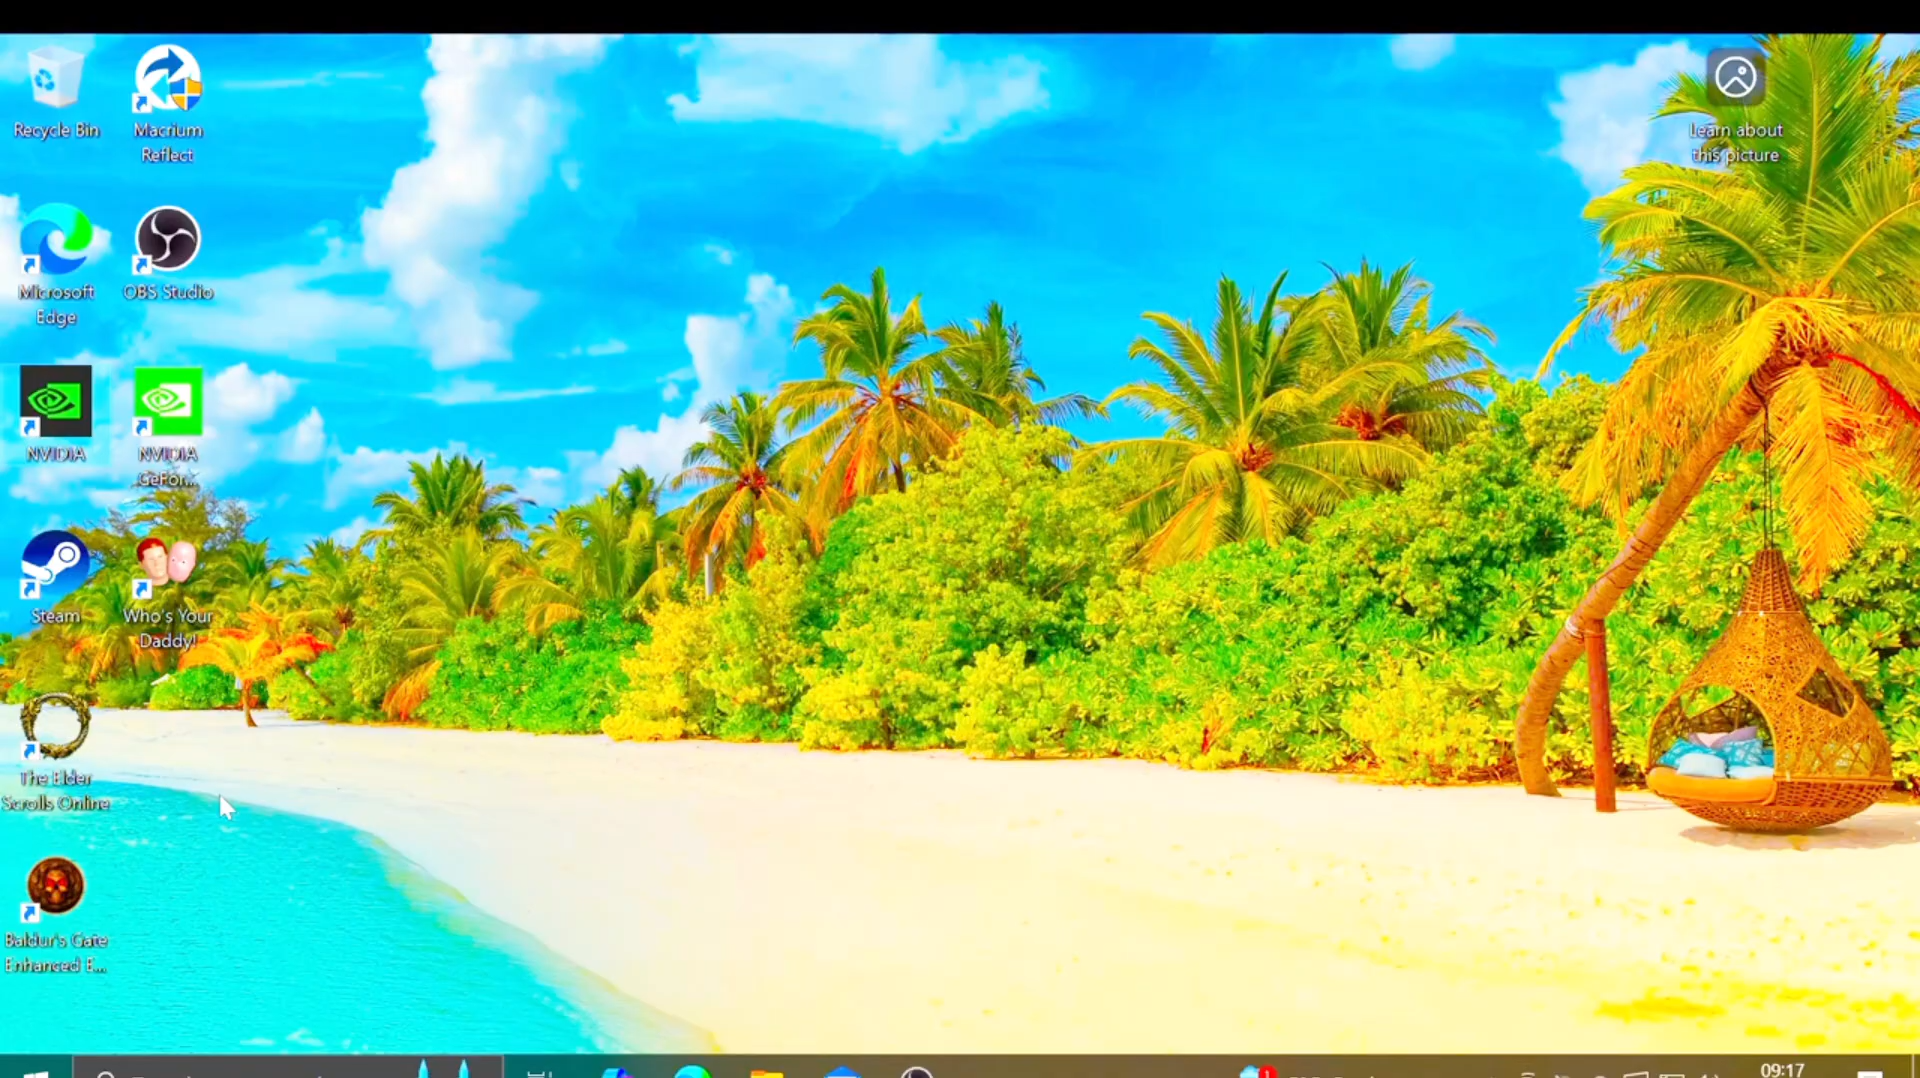 Recycle Bin
Macrium
Reflect
Learn about
this picture
Microsoft
Edge
OBS Studio
NVIDIA
NVIDIA
GeFor...
Steam
Who's Your
Daddy!
The Elder
Scrolls Online
Baldur's Gate
Enhanced E...
09:17